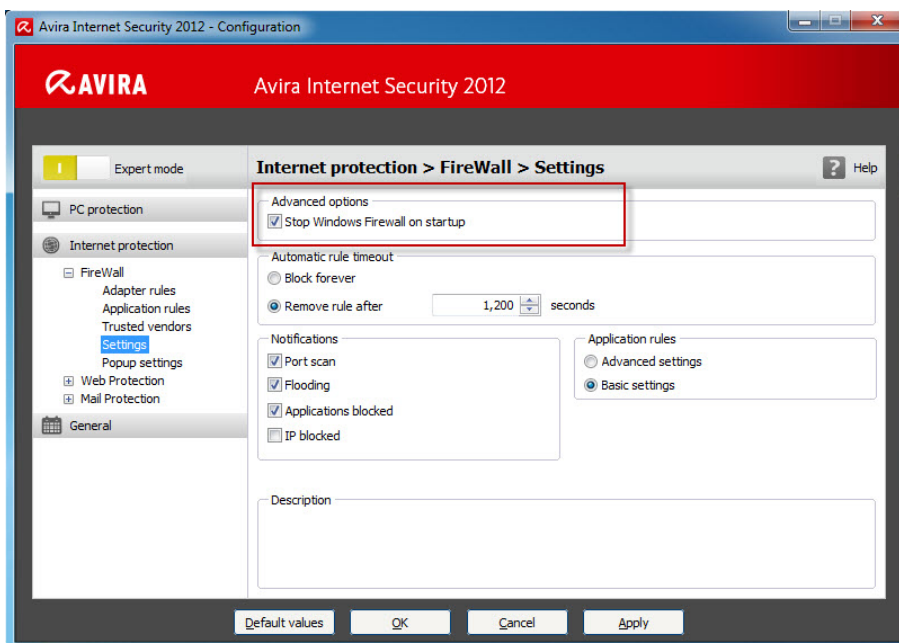 Avira Internet Security 2012 - Configuration
AVIRA
Avira Internet Security 2012
Expert mode
Internet protection > FireWall > Settings
? Help
PC protection
Internet protection
FireWall
Adapter rules
Application rules
Trusted vendors
Settings
Popup settings
Web Protection
Mail Protection
General
Advanced options
Stop Windows Firewall on startup
Automatic rule timeout
Block forever
Remove rule after 1,200 seconds
Notifications
Port scan
Flooding
Applications blocked
IP blocked
Application rules
Advanced settings
Basic settings
Description
Default values OK Cancel Apply